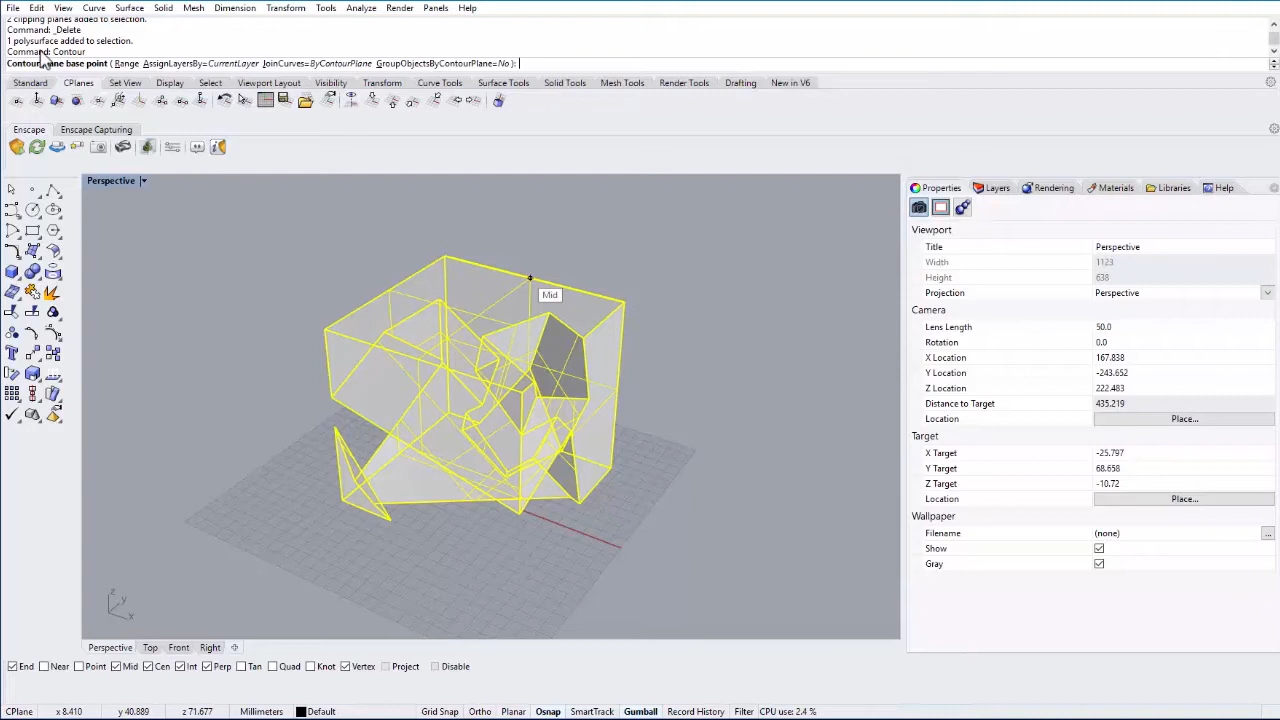 File Edit View Curve Surface Solid Mesh Dimension Transform Tools Analyze Render Panels Help
2 clipping planes added to selection.
Command: _Delete
1 polysurface added to selection.
Command: Contour
Contour plane base point ( Range AssignLayersBy=CurrentLayer JoinCurves=ByContourPlane GroupObjectsByContourPlane=No ):
Standard CPlanes Set View Display Select Viewport Layout Visibility Transform Curve Tools Surface Tools Solid Tools Mesh Tools Render Tools Drafting New in V6
Enscape Enscape Capturing
Perspective
Properties Layers Rendering Materials Libraries Help
Viewport
Title Perspective
Width 1123
Height 638
Projection Perspective
Camera
Lens Length 50.0
Rotation 0.0
X Location 167.838
Y Location -243.652
Z Location 222.483
Distance to Target 435.219
Location Place...
Target
X Target -25.797
Y Target 68.658
Z Target -10.72
Location Place...
Wallpaper
Filename (none) ...
Show
Gray
Mid
z
y
x
Perspective Top Front Right
End Near Point Mid Cen Int Perp Tan Quad Knot Vertex Project Disable
CPlane x 8.410 y 40.889 z 71.677 Millimeters Default Grid Snap Ortho Planar Osnap SmartTrack Gumball Record History Filter CPU use: 2.4 %